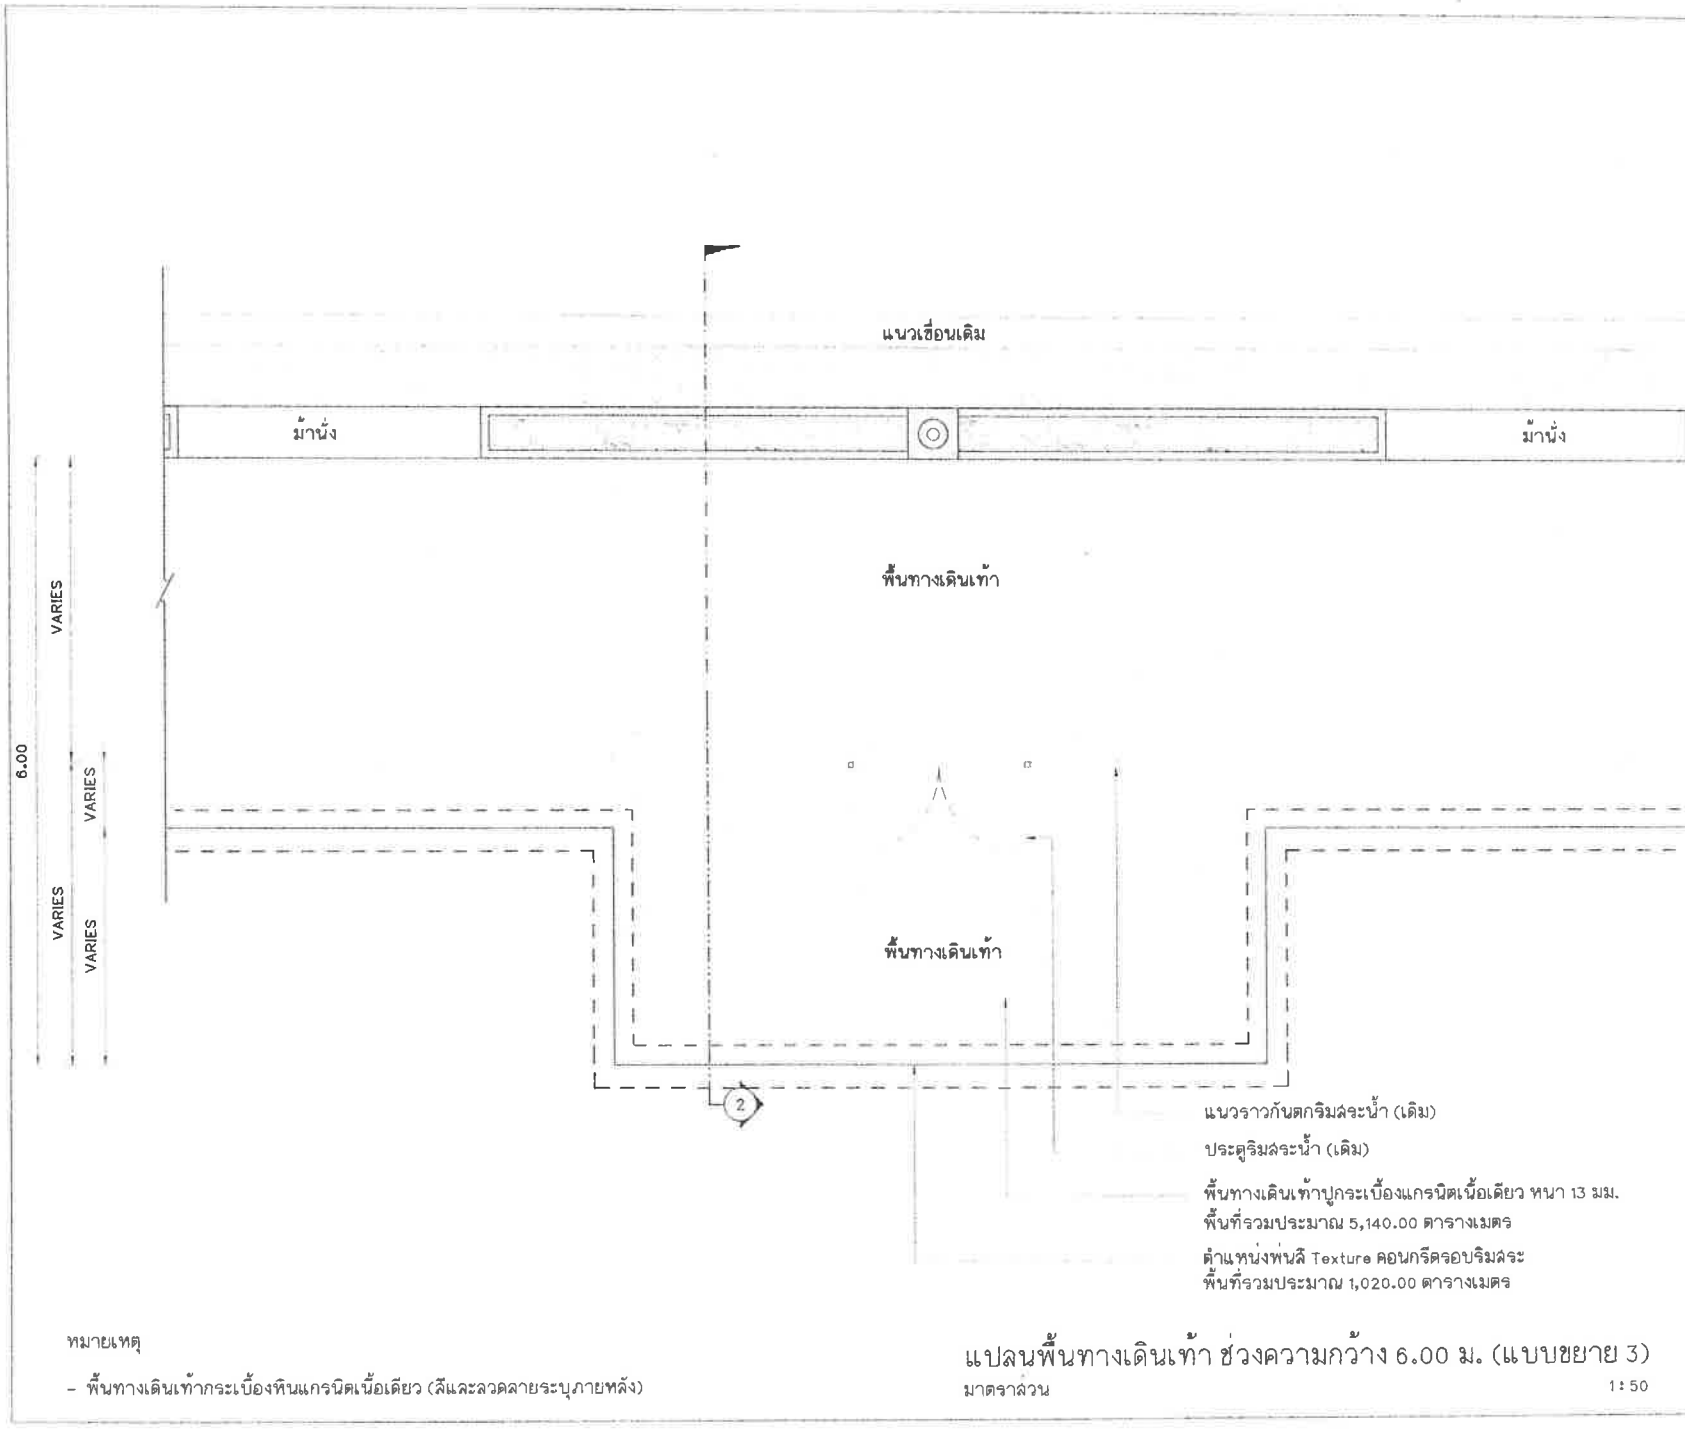 แนวเขื่อนเดิม
ม้านั่ง
ม้านั่ง
พื้นทางเดินเท้า
VARIES
6.00
VARIES
VARIES
VARIES
พื้นทางเดินเท้า
2
แนวราวกันตกริมสระน้ำ (เดิม)
ประตูริมสระน้ำ (เดิม)
พื้นทางเดินเท้าปูกระเบื้องแกรนิตเนื้อเดียว หนา 13 มม.
พื้นที่รวมประมาณ 5,140.00 ตารางเมตร
ตำแหน่งพ่นสี Texture คอนกรีตรอบริมสระ
พื้นที่รวมประมาณ 1,020.00 ตารางเมตร
หมายเหตุ
- พื้นทางเดินเท้ากระเบื้องหินแกรนิตเนื้อเดียว (สีและลวดลายระบุภายหลัง)
แปลนพื้นทางเดินเท้า ช่วงความกว้าง 6.00 ม. (แบบขยาย 3)
มาตราส่วน 1:50